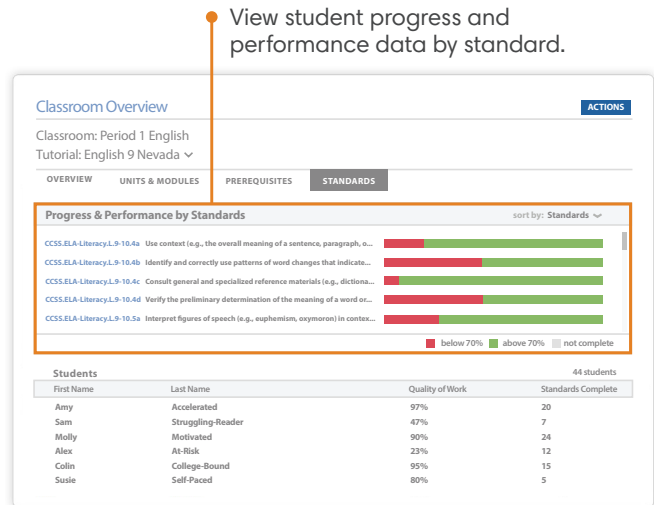 View student progress and
performance data by standard.
Classroom Overview
ACTIONS
Classroom: Period 1 English
Tutorial: English 9 Nevada
OVERVIEW UNITS & MODULES PREREQUISITES STANDARDS
Progress & Performance by Standards sort by: Standards
CCSS.ELA-Literacy.L.9-10.4a Use context (e.g., the overall meaning of a sentence, paragraph, o...
CCSS.ELA-Literacy.L.9-10.4b Identify and correctly use patterns of word changes that indicate...
CCSS.ELA-Literacy.L.9-10.4c Consult general and specialized reference materials (e.g., dictiona...
CCSS.ELA-Literacy.L.9-10.4d Verify the preliminary determination of the meaning of a word or...
CCSS.ELA-Literacy.L.9-10.5a Interpret figures of speech (e.g., euphemism, oxymoron) in contex...
below 70% above 70% not complete
Students 44 students
First Name Last Name Quality of Work Standards Complete
Amy Accelerated 97% 20
Sam Struggling-Reader 47% 7
Molly Motivated 90% 24
Alex At-Risk 23% 12
Colin College-Bound 95% 15
Susie Self-Paced 80% 5